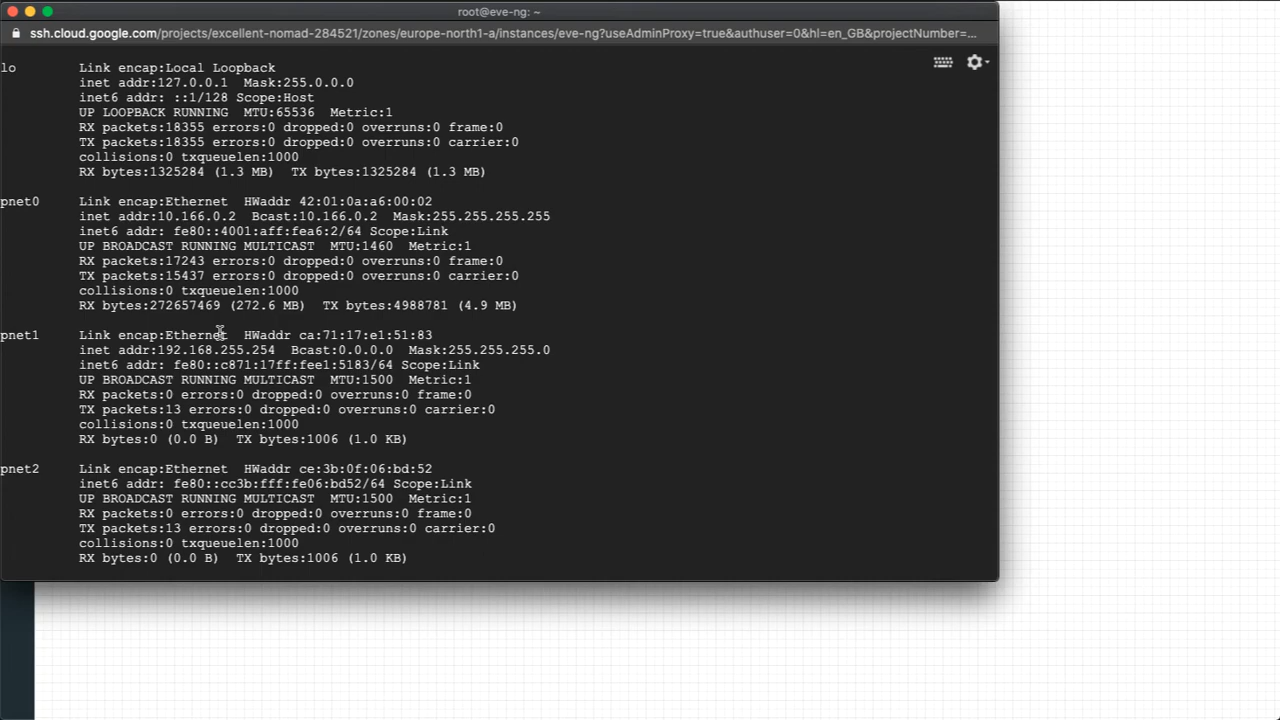 root@eve-ng: ~
ssh.cloud.google.com/projects/excellent-nomad-284521/zones/europe-north1-a/instances/eve-ng?useAdminProxy=true&authuser=0&hl=en_GB&projectNumber=...
lo Link encap:Local Loopback
inet addr:127.0.0.1 Mask:255.0.0.0
inet6 addr: ::1/128 Scope:Host
UP LOOPBACK RUNNING MTU:65536 Metric:1
RX packets:18355 errors:0 dropped:0 overruns:0 frame:0
TX packets:18355 errors:0 dropped:0 overruns:0 carrier:0
collisions:0 txqueuelen:1000
RX bytes:1325284 (1.3 MB) TX bytes:1325284 (1.3 MB)
pnet0 Link encap:Ethernet HWaddr 42:01:0a:a6:00:02
inet addr:10.166.0.2 Bcast:10.166.0.2 Mask:255.255.255.255
inet6 addr: fe80::4001:aff:fea6:2/64 Scope:Link
UP BROADCAST RUNNING MULTICAST MTU:1460 Metric:1
RX packets:17243 errors:0 dropped:0 overruns:0 frame:0
TX packets:15437 errors:0 dropped:0 overruns:0 carrier:0
collisions:0 txqueuelen:1000
RX bytes:272657469 (272.6 MB) TX bytes:4988781 (4.9 MB)
pnet1 Link encap:Ethernet HWaddr ca:71:17:e1:51:83
inet addr:192.168.255.254 Bcast:0.0.0.0 Mask:255.255.255.0
inet6 addr: fe80::c871:17ff:fee1:5183/64 Scope:Link
UP BROADCAST RUNNING MULTICAST MTU:1500 Metric:1
RX packets:0 errors:0 dropped:0 overruns:0 frame:0
TX packets:13 errors:0 dropped:0 overruns:0 carrier:0
collisions:0 txqueuelen:1000
RX bytes:0 (0.0 B) TX bytes:1006 (1.0 KB)
pnet2 Link encap:Ethernet HWaddr ce:3b:0f:06:bd:52
inet6 addr: fe80::cc3b:fff:fe06:bd52/64 Scope:Link
UP BROADCAST RUNNING MULTICAST MTU:1500 Metric:1
RX packets:0 errors:0 dropped:0 overruns:0 frame:0
TX packets:13 errors:0 dropped:0 overruns:0 carrier:0
collisions:0 txqueuelen:1000
RX bytes:0 (0.0 B) TX bytes:1006 (1.0 KB)